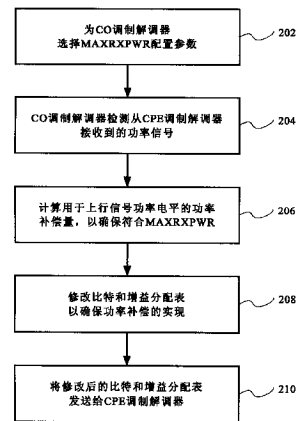 为CO调制解调器
选择MAXRXPWR配置参数
202
CO调制解调器检测从CPE调制解调器
接收到的功率信号
204
计算用于上行信号功率电平的功率
补偿量，以确保符合MAXRXPWR
206
修改比特和增益分配表
以确保功率补偿的实现
208
将修改后的比特和增益分配表
发送给CPE调制解调器
210